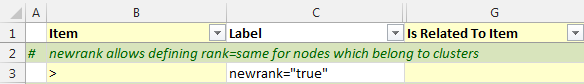 A B C G
1 Item Label Is Related To Item
2 # newrank allows defining rank=same for nodes which belong to clusters
3 > newrank="true"